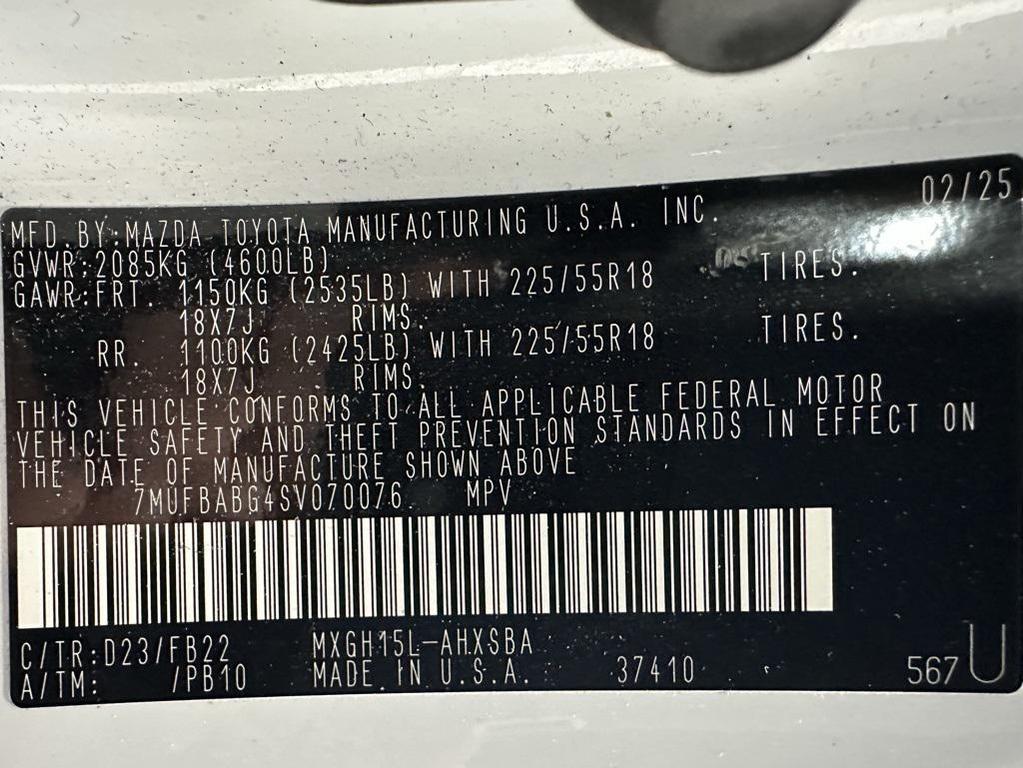 02/25
MFD.BY:MAZDA TOYOTA MANUFACTURING U.S.A. INC.
GVWR:2085KG (4600LB)
GAWR:FRT. 1150KG (2535LB) WITH 225/55R18 TIRES.
18X7J RIMS.
RR. 1100KG (2425LB) WITH 225/55R18 TIRES.
18X7J RIMS.
THIS VEHICLE CONFORMS TO ALL APPLICABLE FEDERAL MOTOR
VEHICLE SAFETY AND THEFT PREVENTION STANDARDS IN EFFECT ON
THE DATE OF MANUFACTURE SHOWN ABOVE
7MUFBABG4SV070076 MPV
C/TR:D23/FB22 MXGH15L-AHXSBA
A/TM: /PB10 MADE IN U.S.A. 37410 567 U